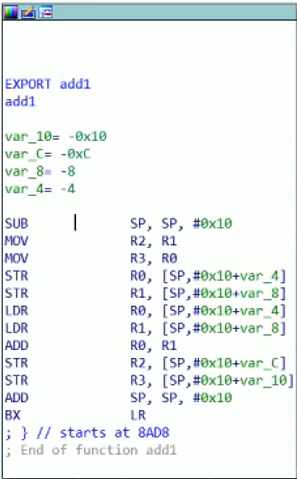 EXPORT add1
add1
var_10= -0x10
var_C= -0xC
var_8= -8
var_4= -4
SUB SP, SP, #0x10
MOV R2, R1
MOV R3, R0
STR R0, [SP,#0x10+var_4]
STR R1, [SP,#0x10+var_8]
LDR R0, [SP,#0x10+var_4]
LDR R1, [SP,#0x10+var_8]
ADD R0, R1
STR R2, [SP,#0x10+var_C]
STR R3, [SP,#0x10+var_10]
ADD SP, SP, #0x10
BX LR
; } // starts at 8AD8
; End of function add1